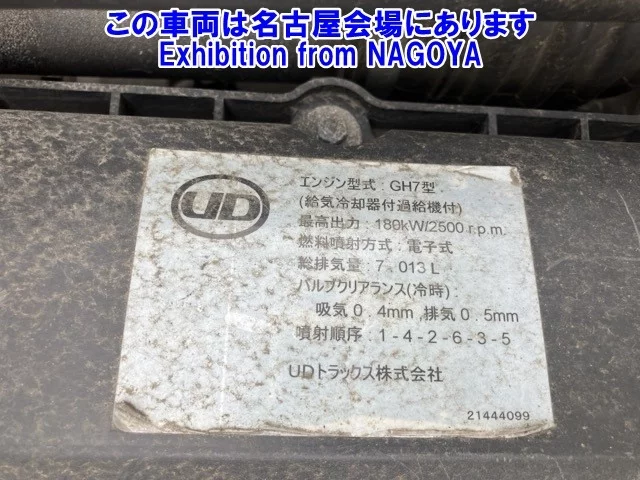 この車両は名古屋会場にあります
Exhibition from NAGOYA
UD
エンジン型式 : GH7型
(給気冷却器付過給機付)
最高出力 : 180kW/2500 r.p.m.
燃料噴射方式 : 電子式
総排気量 : 7.013 L
バルブクリアランス(冷時) :
吸気 0.4mm ,排気 0.5mm
噴射順序 : 1-4-2-6-3-5
UDトラックス株式会社
21444099